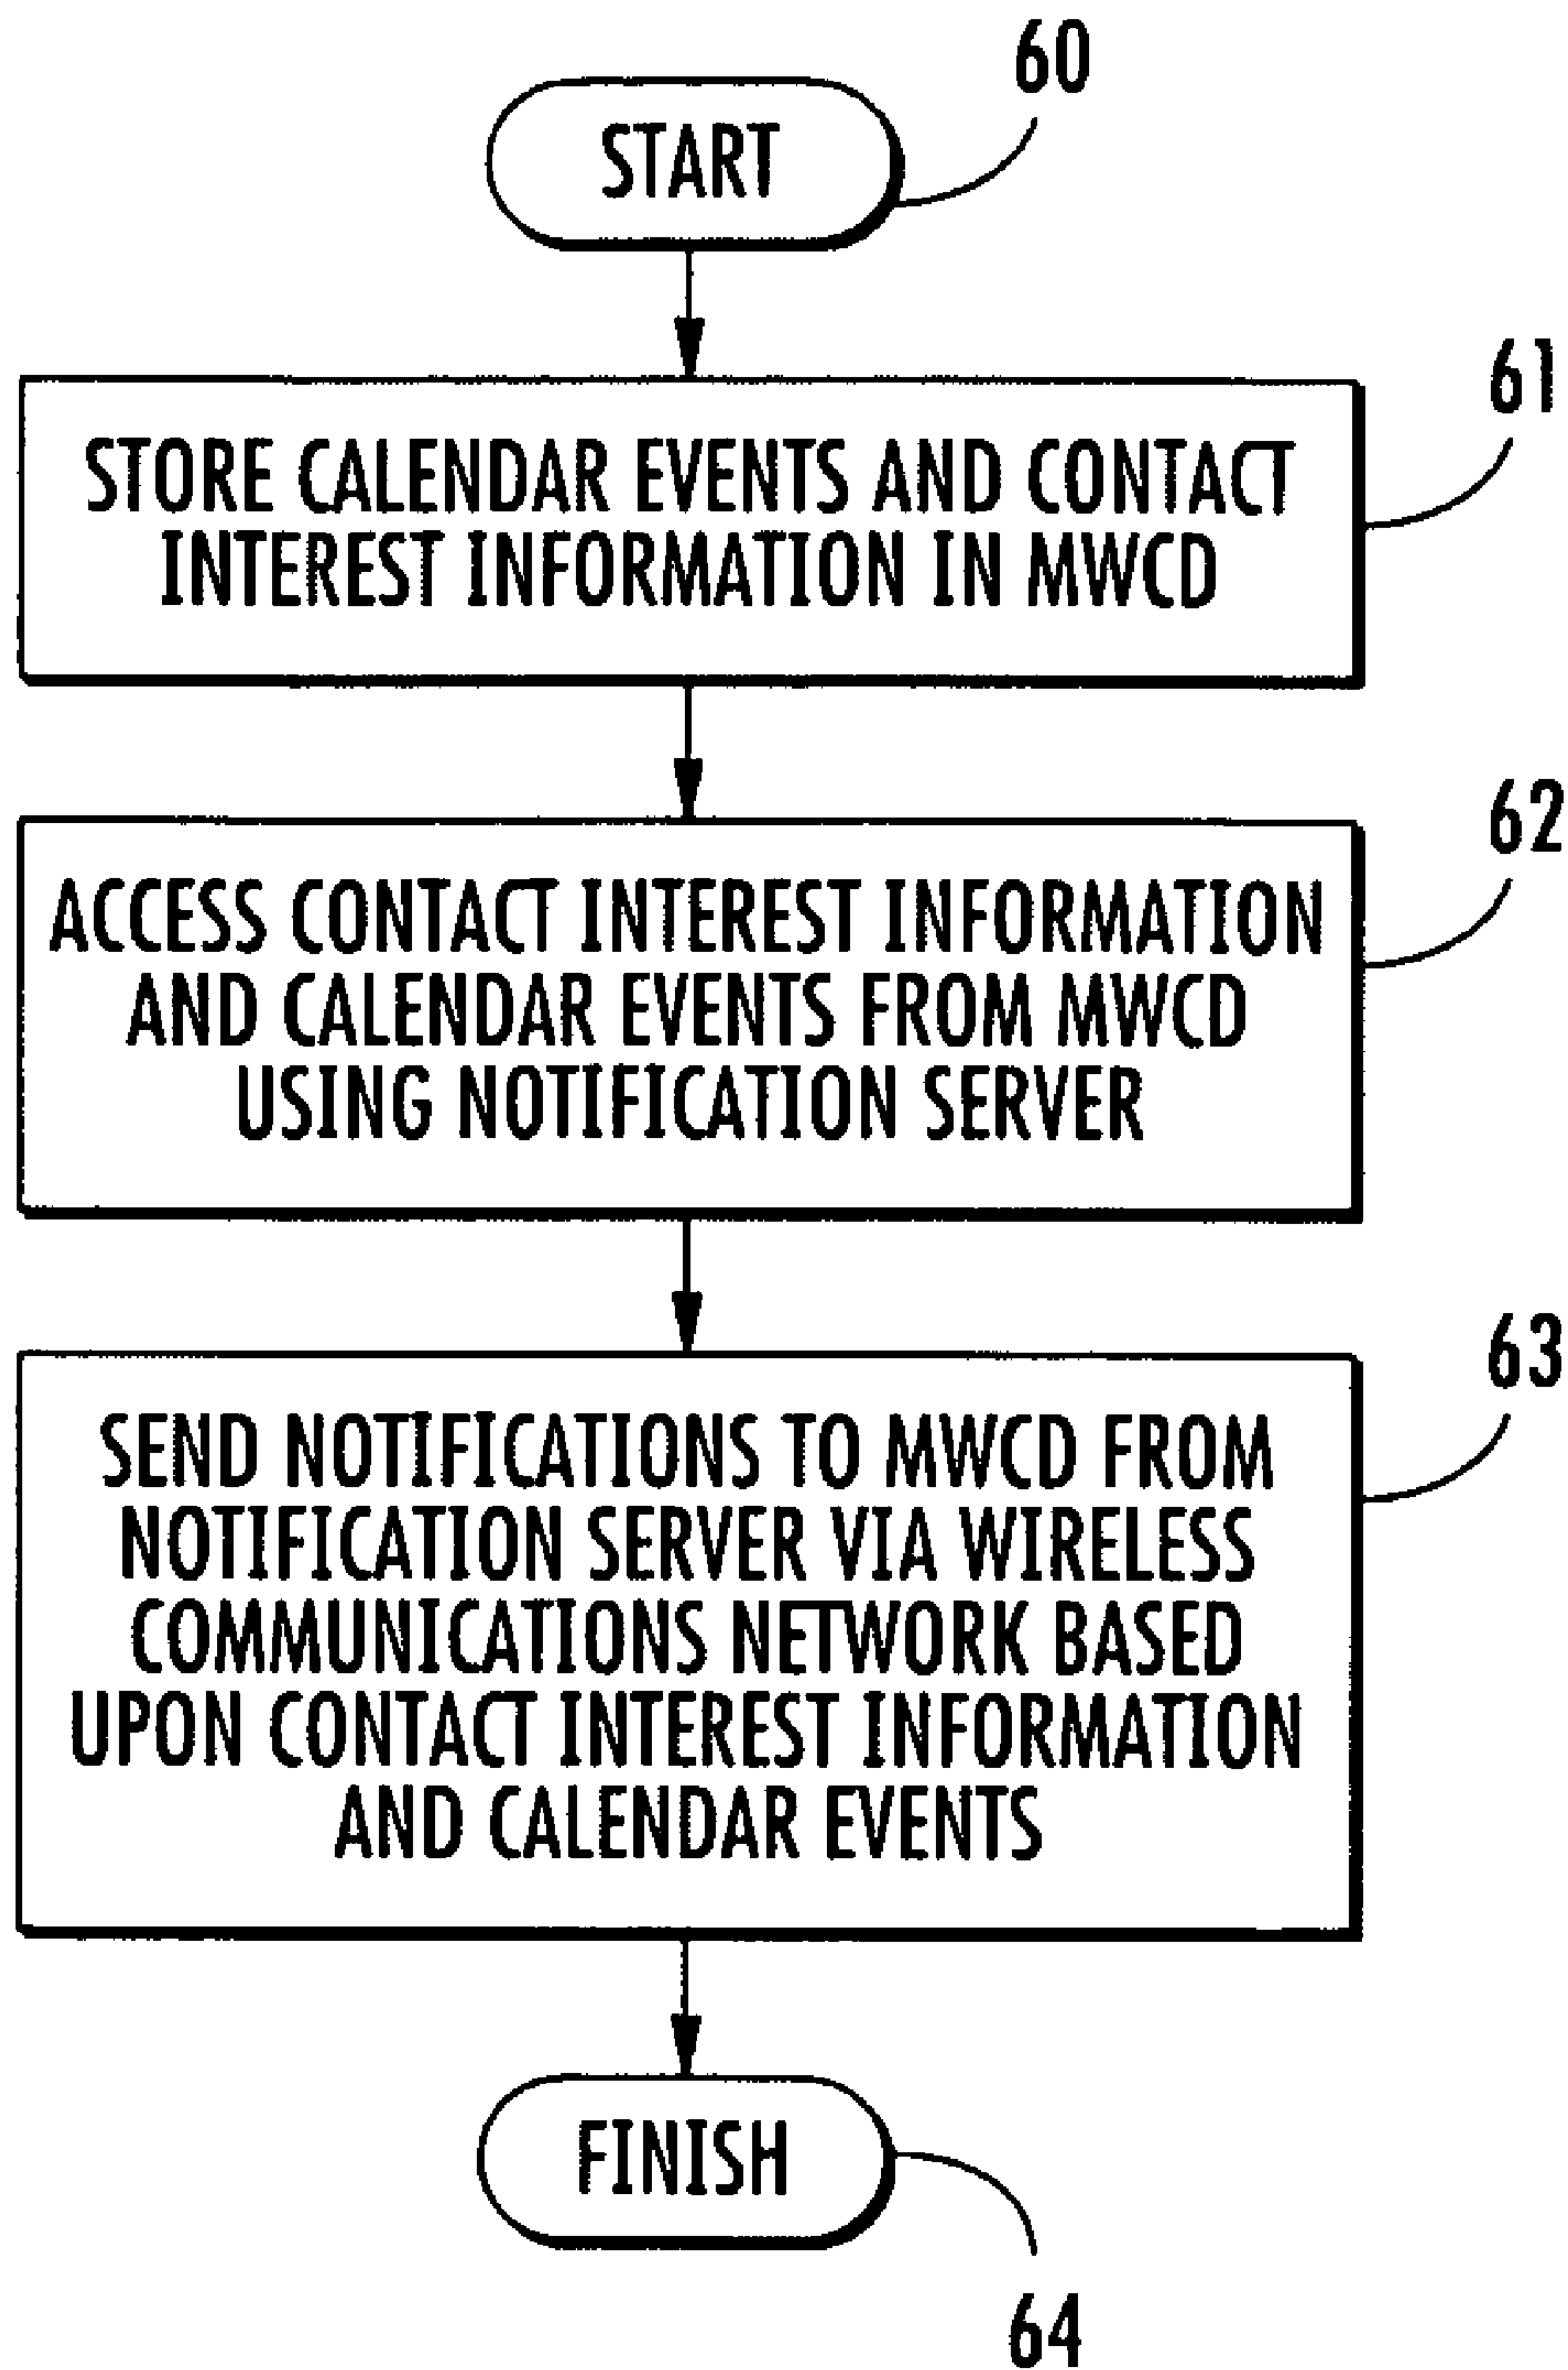 60
START
61
STORE CALENDAR EVENTS AND CONTACT
INTEREST INFORMATION IN MWCD
62
ACCESS CONTACT INTEREST INFORMATION
AND CALENDAR EVENTS FROM MWCD
USING NOTIFICATION SERVER
63
SEND NOTIFICATIONS TO MWCD FROM
NOTIFICATION SERVER VIA WIRELESS
COMMUNICATIONS NETWORK BASED
UPON CONTACT INTEREST INFORMATION
AND CALENDAR EVENTS
FINISH
64